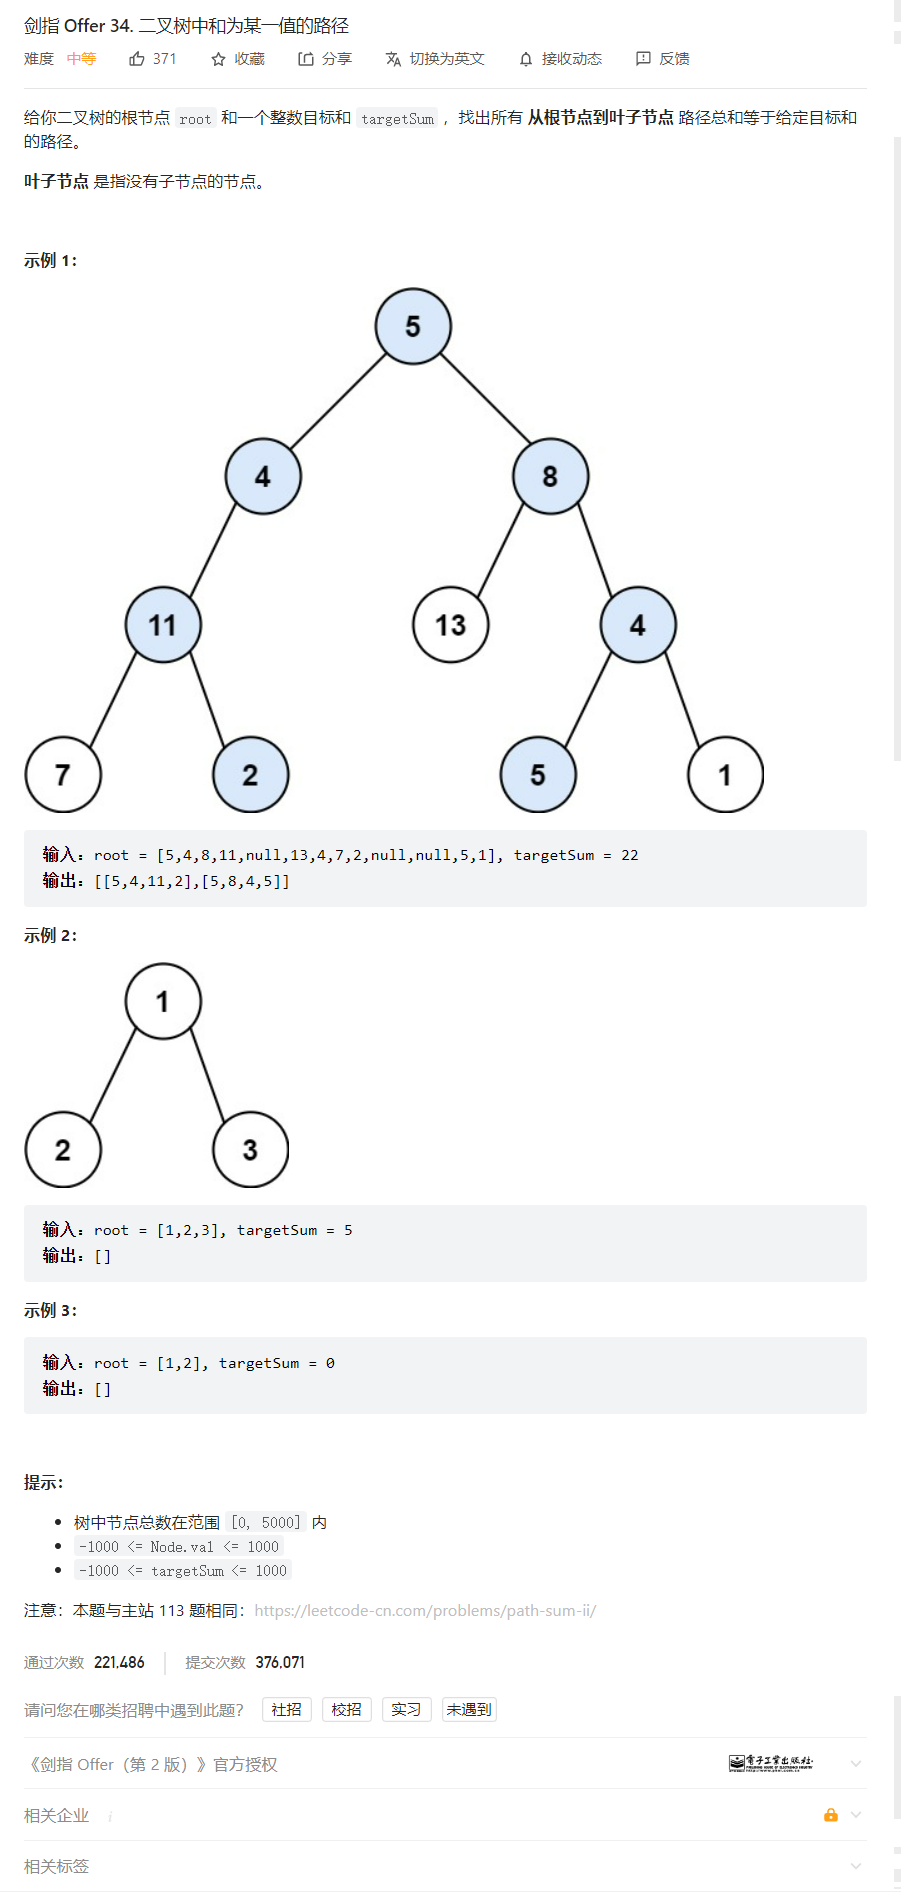 剑指 Offer 34. 二叉树中和为某一值的路径
难度 中等 371 收藏 分享 切换为英文 接收动态 反馈
给你二叉树的根节点 root 和一个整数目标和 targetSum ，找出所有 从根节点到叶子节点 路径总和等于给定目标和
的路径。
叶子节点 是指没有子节点的节点。
示例 1：
5
4 8
11 13 4
7 2 5 1
输入：root = [5,4,8,11,null,13,4,7,2,null,null,5,1], targetSum = 22
输出：[[5,4,11,2],[5,8,4,5]]
示例 2：
1
2 3
输入：root = [1,2,3], targetSum = 5
输出：[]
示例 3：
输入：root = [1,2], targetSum = 0
输出：[]
提示：
• 树中节点总数在范围 [0, 5000] 内
• -1000 <= Node.val <= 1000
• -1000 <= targetSum <= 1000
注意：本题与主站 113 题相同：https://leetcode-cn.com/problems/path-sum-ii/
通过次数 221,486 提交次数 376,071
请问您在哪类招聘中遇到此题？ 社招 校招 实习 未遇到
《剑指 Offer（第 2 版）》官方授权 电子工业出版社
相关企业 i
相关标签